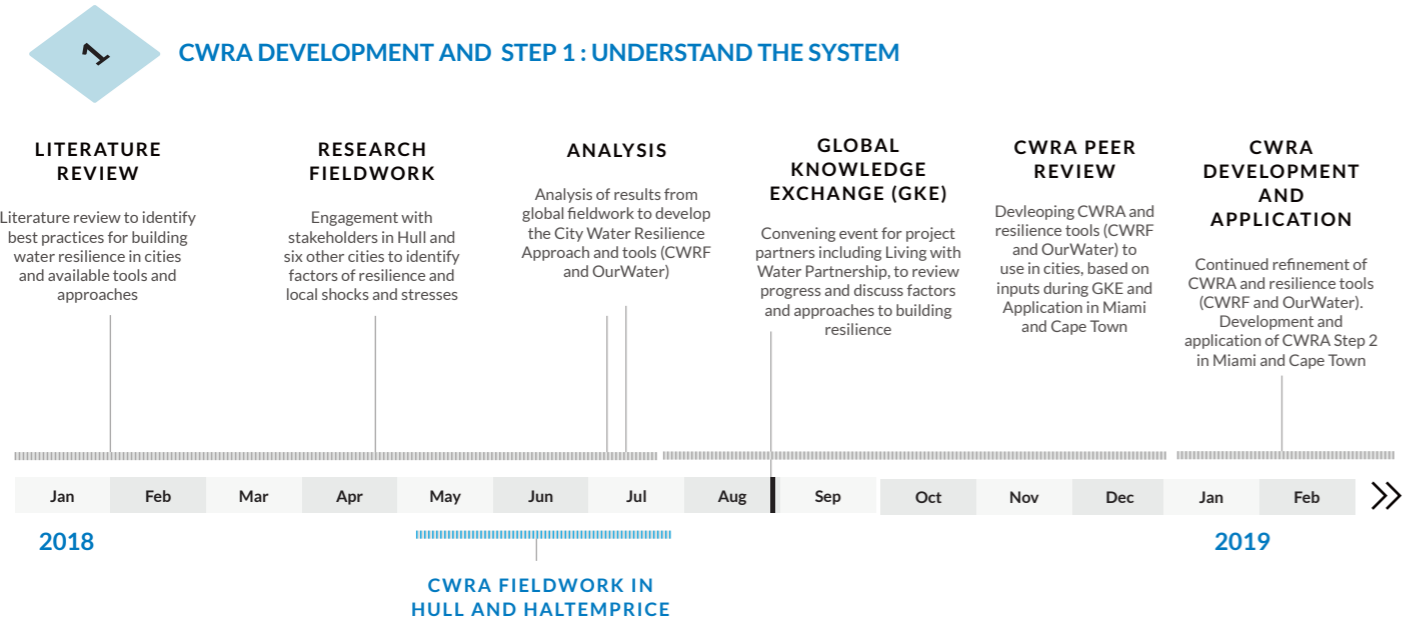 1
CWRA DEVELOPMENT AND STEP 1 : UNDERSTAND THE SYSTEM
LITERATURE
REVIEW
Literature review to identify
best practices for building
water resilience in cities
and available tools and
approaches
RESEARCH
FIELDWORK
Engagement with
stakeholders in Hull and
six other cities to identify
factors of resilience and
local shocks and stresses
ANALYSIS
Analysis of results from
global fieldwork to develop
the City Water Resilience
Approach and tools (CWRF
and OurWater)
GLOBAL
KNOWLEDGE
EXCHANGE (GKE)
Convening event for project
partners including Living with
Water Partnership, to review
progress and discuss factors
and approaches to building
resilience
CWRA PEER
REVIEW
Devleoping CWRA and
resilience tools (CWRF
and OurWater) to
use in cities, based on
inputs during GKE and
Application in Miami
and Cape Town
CWRA
DEVELOPMENT
AND
APPLICATION
Continued refinement of
CWRA and resilience tools
(CWRF and OurWater).
Development and
application of CWRA Step 2
in Miami and Cape Town
Jan Feb Mar Apr May Jun Jul Aug Sep Oct Nov Dec Jan Feb
2018 2019
CWRA FIELDWORK IN
HULL AND HALTEMPRICE